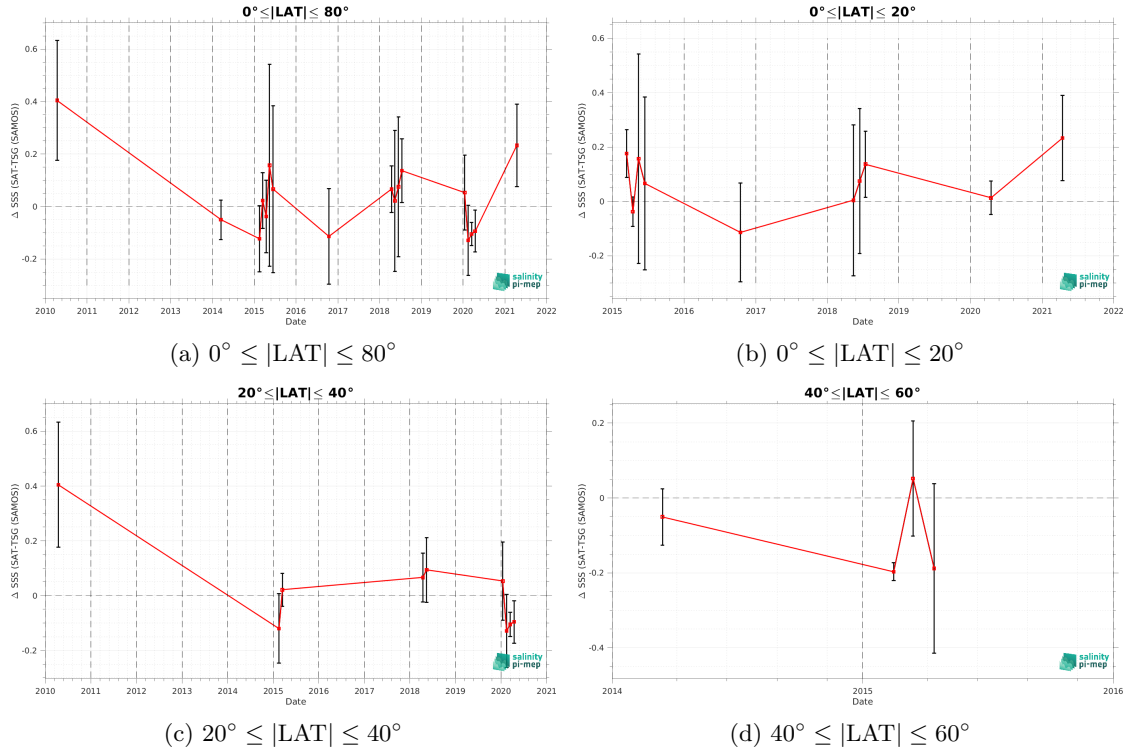 0°≤|LAT|≤ 80°
Δ SSS (SAT-TSG (SAMOS))
0.6
0.4
0.2
0
-0.2
2010 2011 2012 2013 2014 2015 2016 2017 2018 2019 2020 2021 2022
Date
salinity
pi-mep
(a) 0° ≤ |LAT| ≤ 80°
0°≤|LAT|≤ 20°
Δ SSS (SAT-TSG (SAMOS))
0.6
0.4
0.2
0
-0.2
2015 2016 2017 2018 2019 2020 2021 2022
Date
salinity
pi-mep
(b) 0° ≤ |LAT| ≤ 20°
20°≤|LAT|≤ 40°
Δ SSS (SAT-TSG (SAMOS))
0.6
0.4
0.2
0
-0.2
2010 2011 2012 2013 2014 2015 2016 2017 2018 2019 2020 2021
Date
salinity
pi-mep
(c) 20° ≤ |LAT| ≤ 40°
40°≤|LAT|≤ 60°
Δ SSS (SAT-TSG (SAMOS))
0.2
0
-0.2
-0.4
2014 2015 2016
Date
salinity
pi-mep
(d) 40° ≤ |LAT| ≤ 60°